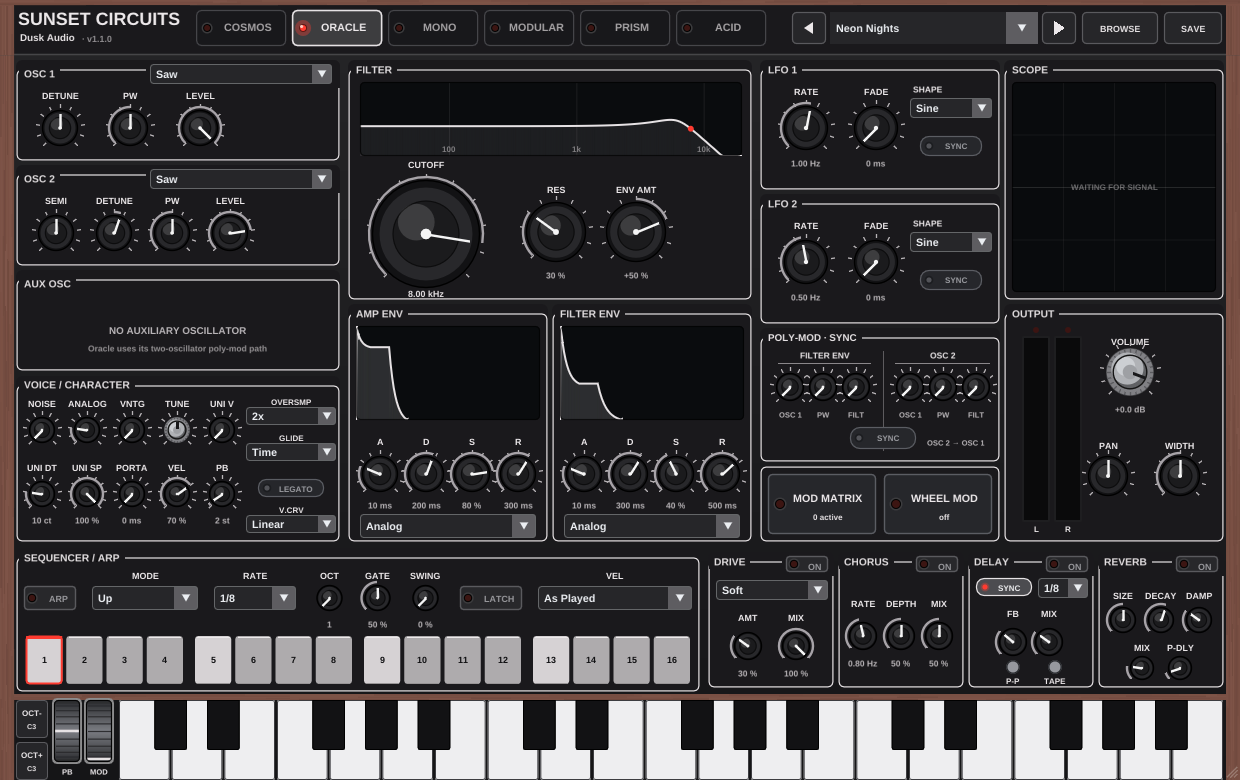 SUNSET CIRCUITS
Dusk Audio · v1.1.0
COSMOS ORACLE MONO MODULAR PRISM ACID
Neon Nights
BROWSE SAVE
OSC 1 Saw
DETUNE PW LEVEL
OSC 2 Saw
SEMI DETUNE PW LEVEL
AUX OSC
NO AUXILIARY OSCILLATOR
Oracle uses its two-oscillator poly-mod path
VOICE / CHARACTER
NOISE ANALOG VNTG TUNE UNI V
OVERSMP
2x
GLIDE
Time
UNI DT UNI SP PORTA VEL PB
LEGATO
10 ct 100 % 0 ms 70 % 2 st
V.CRV
Linear
FILTER
100 1k 10k
CUTOFF
RES ENV AMT
30 % +50 %
8.00 kHz
AMP ENV
A D S R
10 ms 200 ms 80 % 300 ms
Analog
FILTER ENV
A D S R
10 ms 300 ms 40 % 500 ms
Analog
LFO 1
RATE FADE SHAPE
Sine
SYNC
1.00 Hz 0 ms
LFO 2
RATE FADE SHAPE
Sine
SYNC
0.50 Hz 0 ms
POLY-MOD · SYNC
FILTER ENV OSC 2
OSC 1 PW FILT OSC 1 PW FILT
SYNC OSC 2 → OSC 1
MOD MATRIX
0 active
WHEEL MOD
off
SCOPE
WAITING FOR SIGNAL
OUTPUT
VOLUME
+0.0 dB
PAN WIDTH
L R
SEQUENCER / ARP
MODE RATE OCT GATE SWING VEL
ARP Up 1/8 LATCH As Played
1 50 % 0 %
1 2 3 4 5 6 7 8 9 10 11 12 13 14 15 16
DRIVE ON
Soft
AMT MIX
30 % 100 %
CHORUS ON
RATE DEPTH MIX
0.80 Hz 50 % 50 %
DELAY ON
SYNC 1/8
FB MIX
P-P TAPE
REVERB ON
SIZE DECAY DAMP
MIX P-DLY
OCT-
C3
OCT+
C3
PB MOD